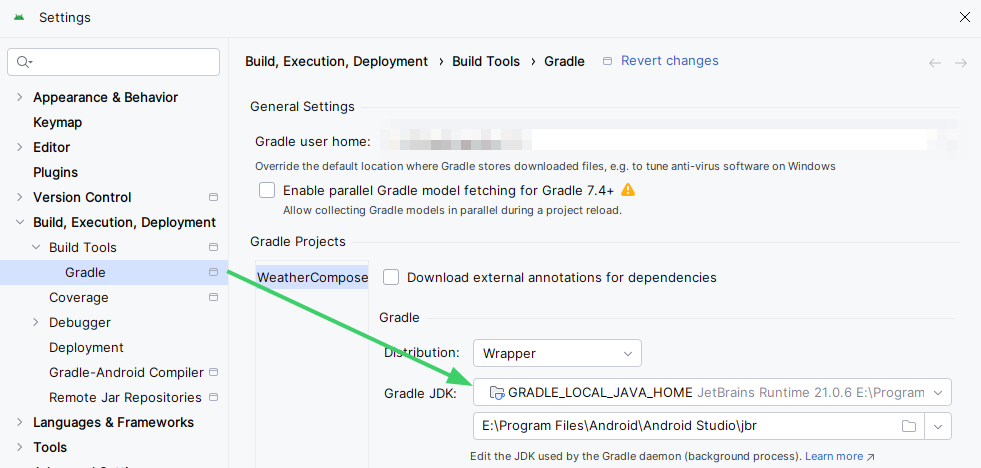 Settings
Build, Execution, Deployment › Build Tools › Gradle Revert changes
Appearance & Behavior
Keymap
Editor
Plugins
Version Control
Build, Execution, Deployment
Build Tools
Gradle
Coverage
Debugger
Deployment
Gradle-Android Compiler
Remote Jar Repositories
Languages & Frameworks
Tools
General Settings
Gradle user home:
Override the default location where Gradle stores downloaded files, e.g. to tune anti-virus software on Windows
Enable parallel Gradle model fetching for Gradle 7.4+
Allow collecting Gradle models in parallel during a project reload.
Gradle Projects
WeatherCompose
Download external annotations for dependencies
Gradle
Distribution: Wrapper
Gradle JDK: GRADLE_LOCAL_JAVA_HOME JetBrains Runtime 21.0.6 E:\Program
E:\Program Files\Android\Android Studio\jbr
Edit the JDK used by the Gradle daemon (background process). Learn more ↗